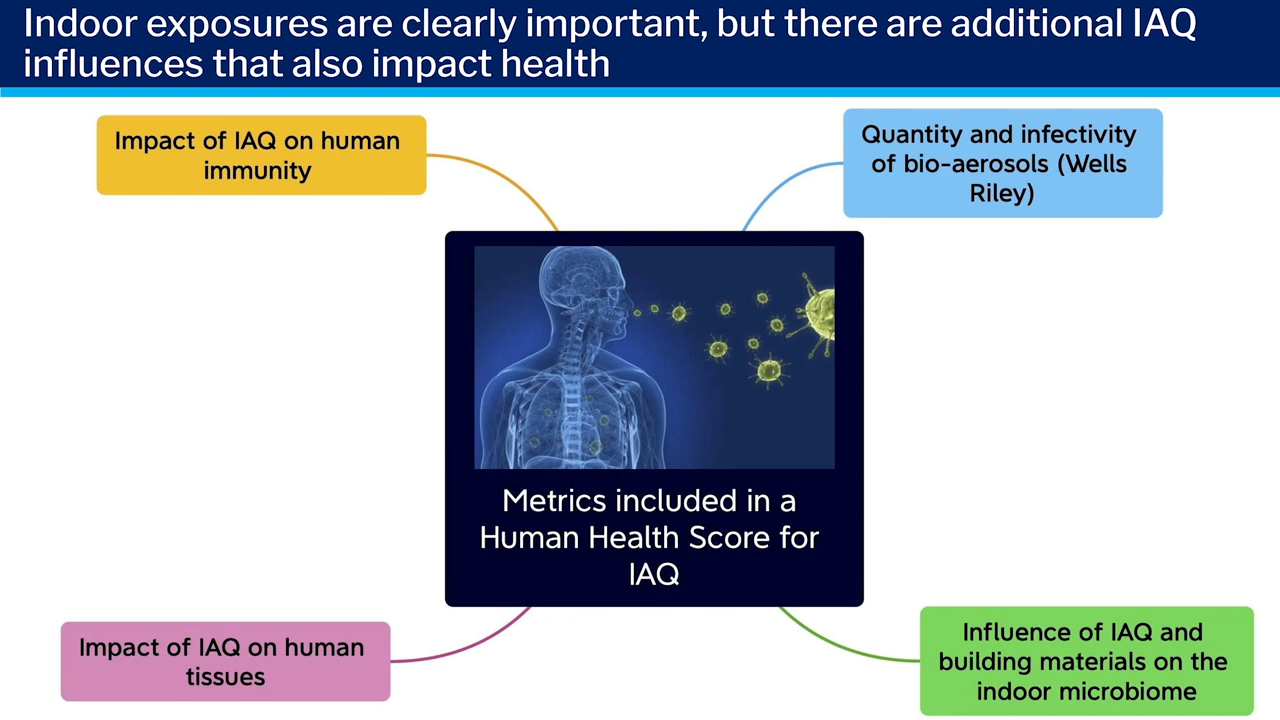 Indoor exposures are clearly important, but there are additional IAQ
influences that also impact health
Impact of IAQ on human
immunity
Quantity and infectivity
of bio-aerosols (Wells
Riley)
Metrics included in a
Human Health Score for
IAQ
Impact of IAQ on human
tissues
Influence of IAQ and
building materials on the
indoor microbiome